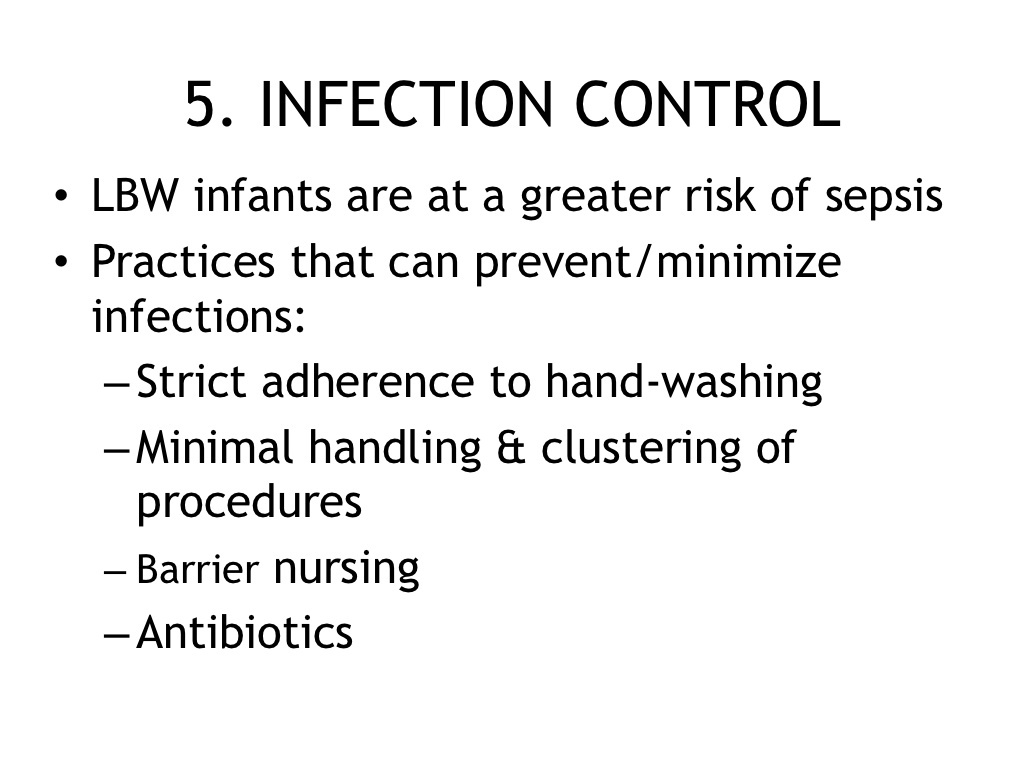 5. INFECTION CONTROL
• LBW infants are at a greater risk of sepsis
• Practices that can prevent/minimize
infections:
– Strict adherence to hand-washing
– Minimal handling & clustering of
procedures
– Barrier nursing
– Antibiotics